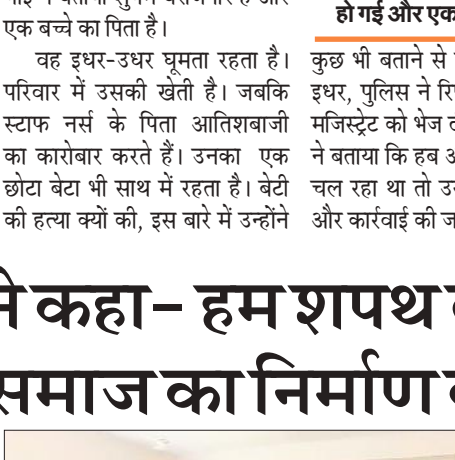 एक बच्चे का पिता है।
वह इधर-उधर घूमता रहता है।
परिवार में उसकी खेती है। जबकि
स्टाफ नर्स के पिता आतिशबाजी
का कारोबार करते हैं। उनका एक
छोटा बेटा भी साथ में रहता है। बेटी
की हत्या क्यों की, इस बारे में उन्होंने
हो गई और एक
कुछ भी बताने से
इधर, पुलिस ने
मजिस्ट्रेट को भेज
ने बताया कि हब
चल रहा था तो
और कार्रवाई की
कहा– हम शपथ
समाज का निर्माण